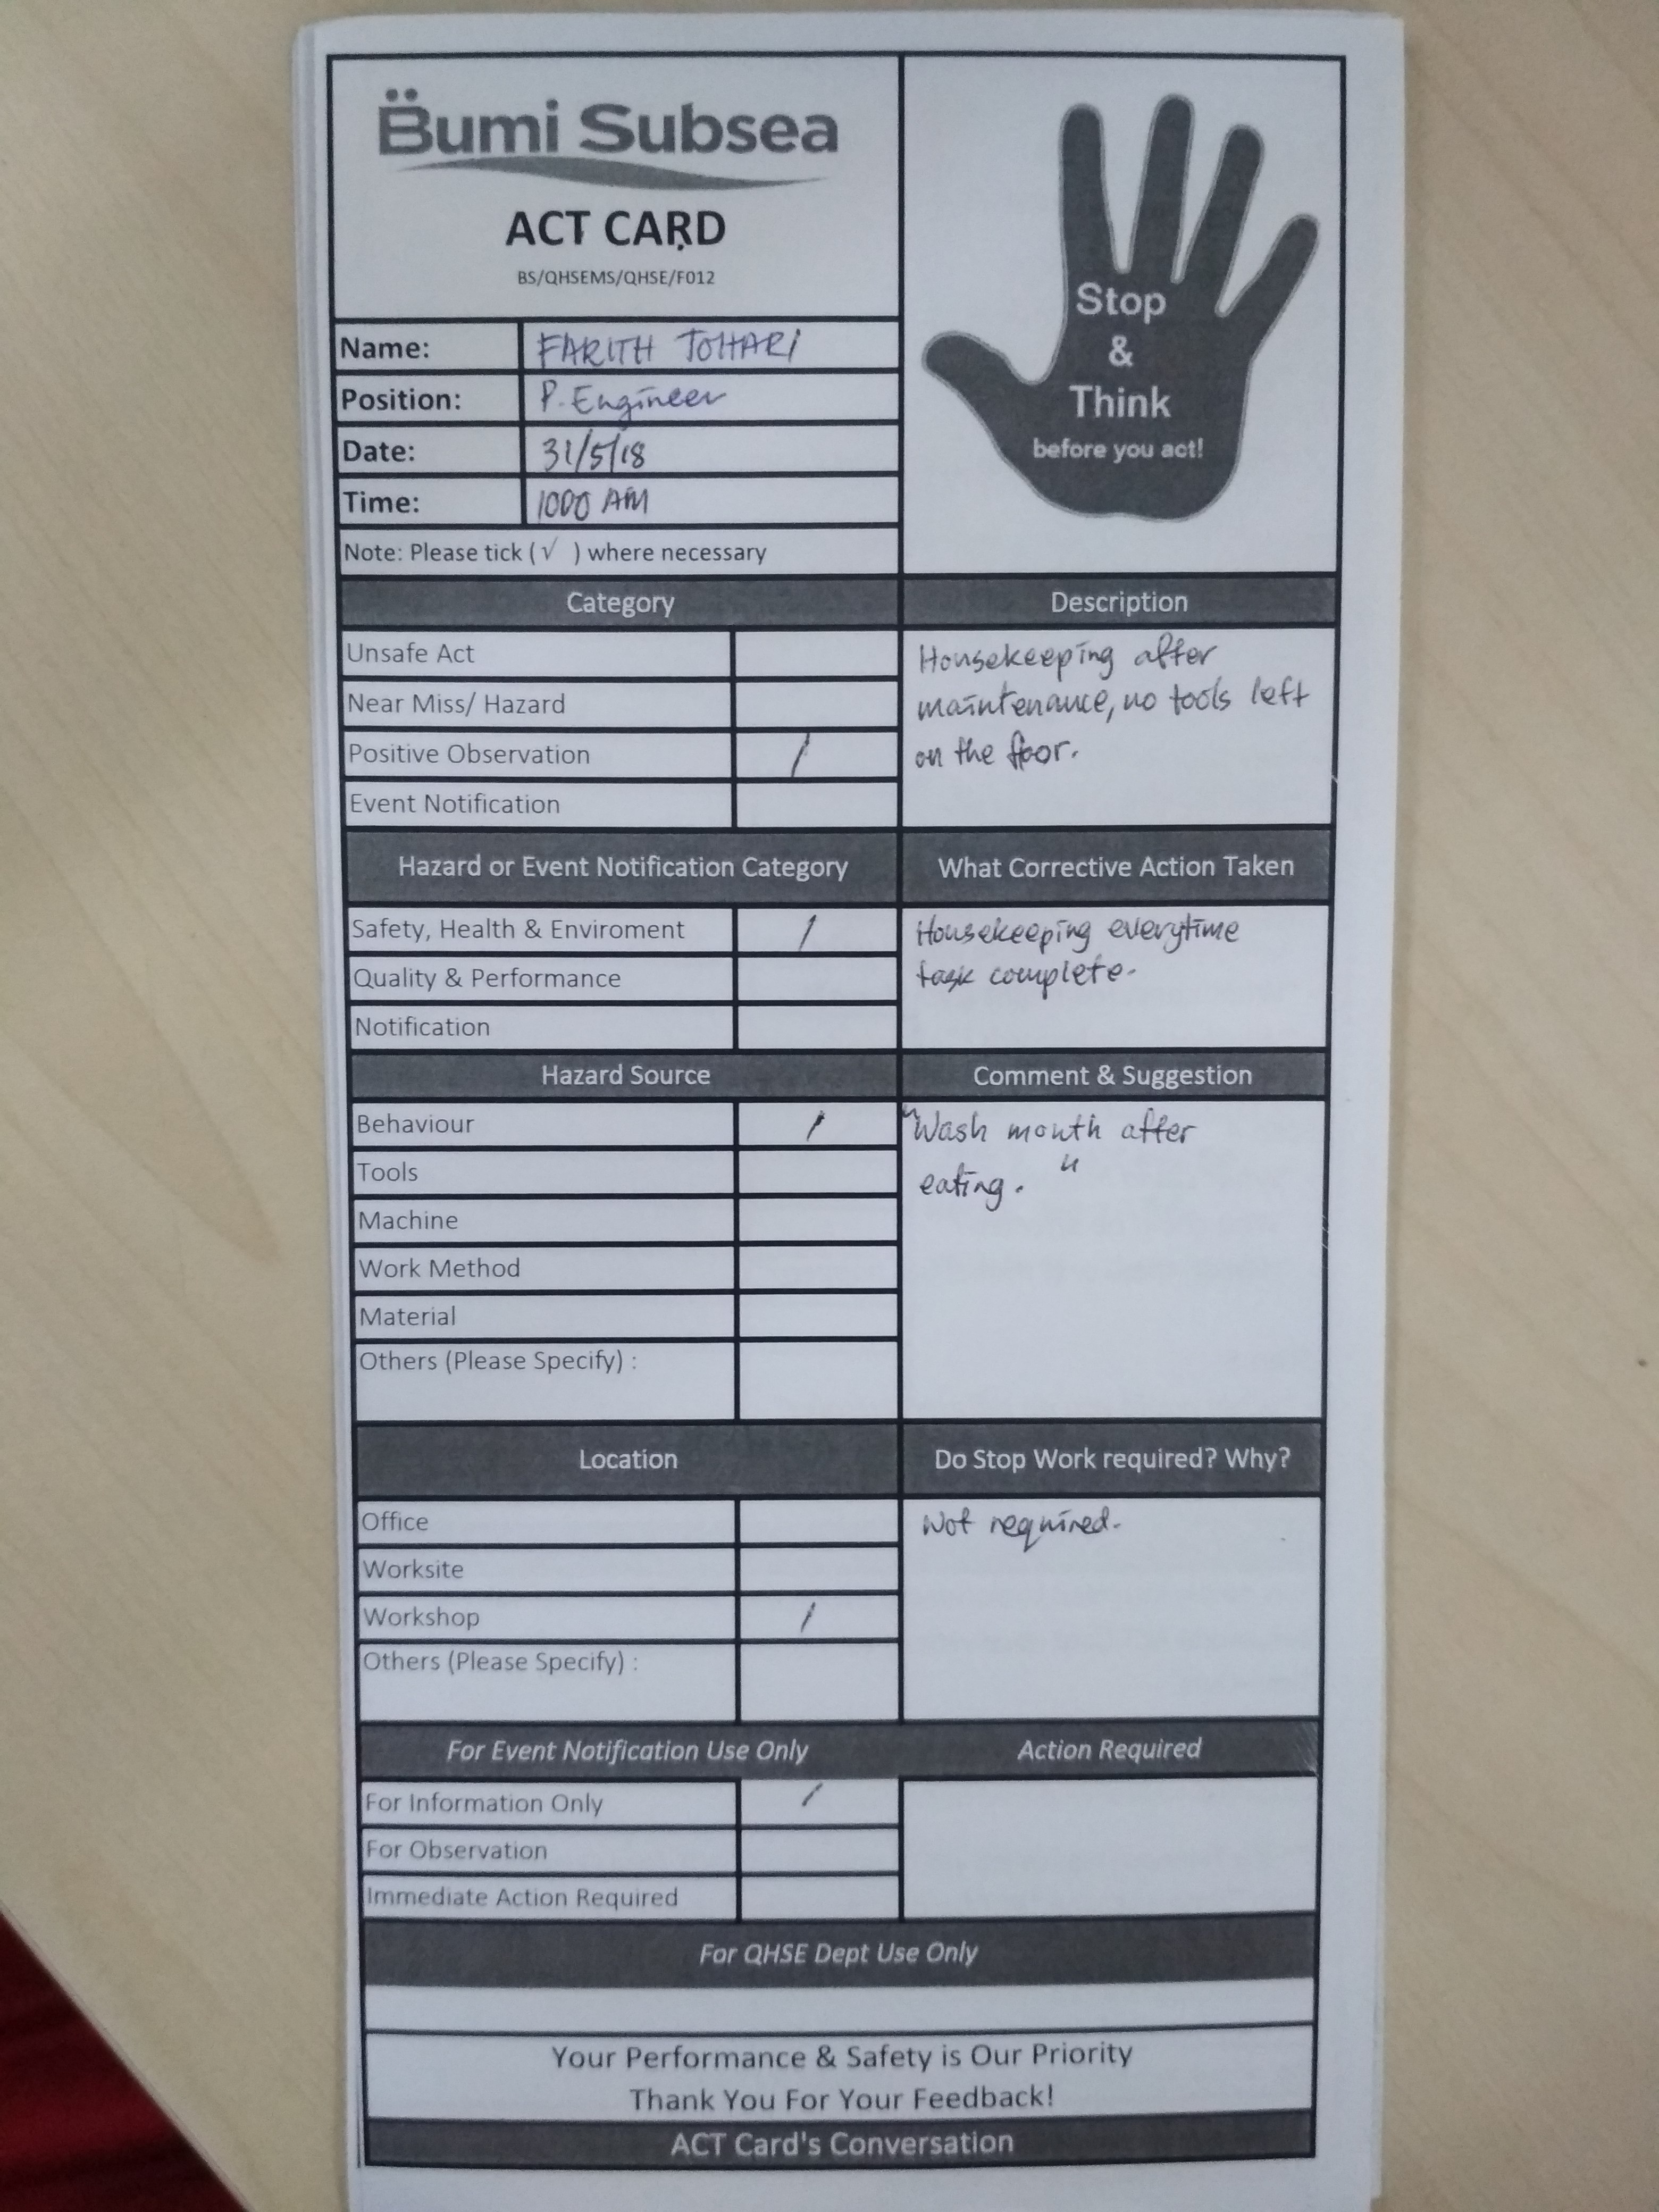 Bumi Subsea
ACT CARD
BS/QHSEMS/QHSE/F012
Stop
&
Think
before you act!
Name: FARITH TOHARI
Position: P. Engineer
Date: 31/5/18
Time: 1000 AM
Note: Please tick (√ ) where necessary
Category
Unsafe Act
Near Miss/ Hazard
Positive Observation /
Event Notification
Description
Housekeeping after
maintenance, no tools left
on the floor.
Hazard or Event Notification Category
Safety, Health & Enviroment /
Quality & Performance
Notification
What Corrective Action Taken
Housekeeping everytime
task complete.
Hazard Source
Behaviour /
Tools
Machine
Work Method
Material
Others (Please Specify) :
Comment & Suggestion
"Wash mouth after
eating. "
Location
Office
Worksite
Workshop /
Others (Please Specify) :
Do Stop Work required? Why?
Not required.
For Event Notification Use Only
For Information Only /
For Observation
Immediate Action Required
Action Required
For QHSE Dept Use Only
Your Performance & Safety is Our Priority
Thank You For Your Feedback!
ACT Card's Conversation